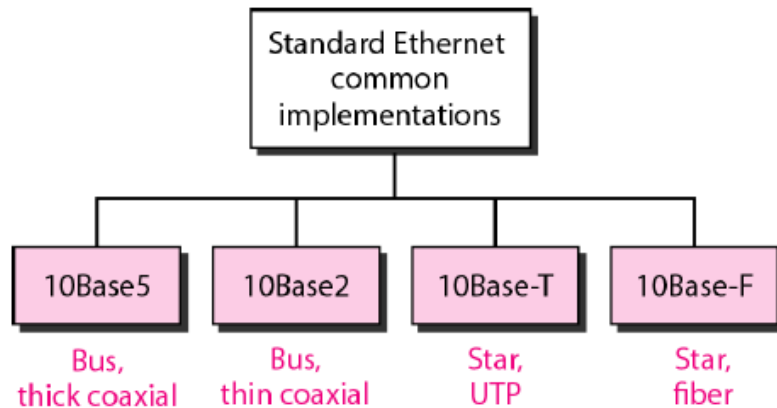 Standard Ethernet
common
implementations
10Base5
10Base2
10Base-T
10Base-F
Bus,
thick coaxial
Bus,
thin coaxial
Star,
UTP
Star,
fiber